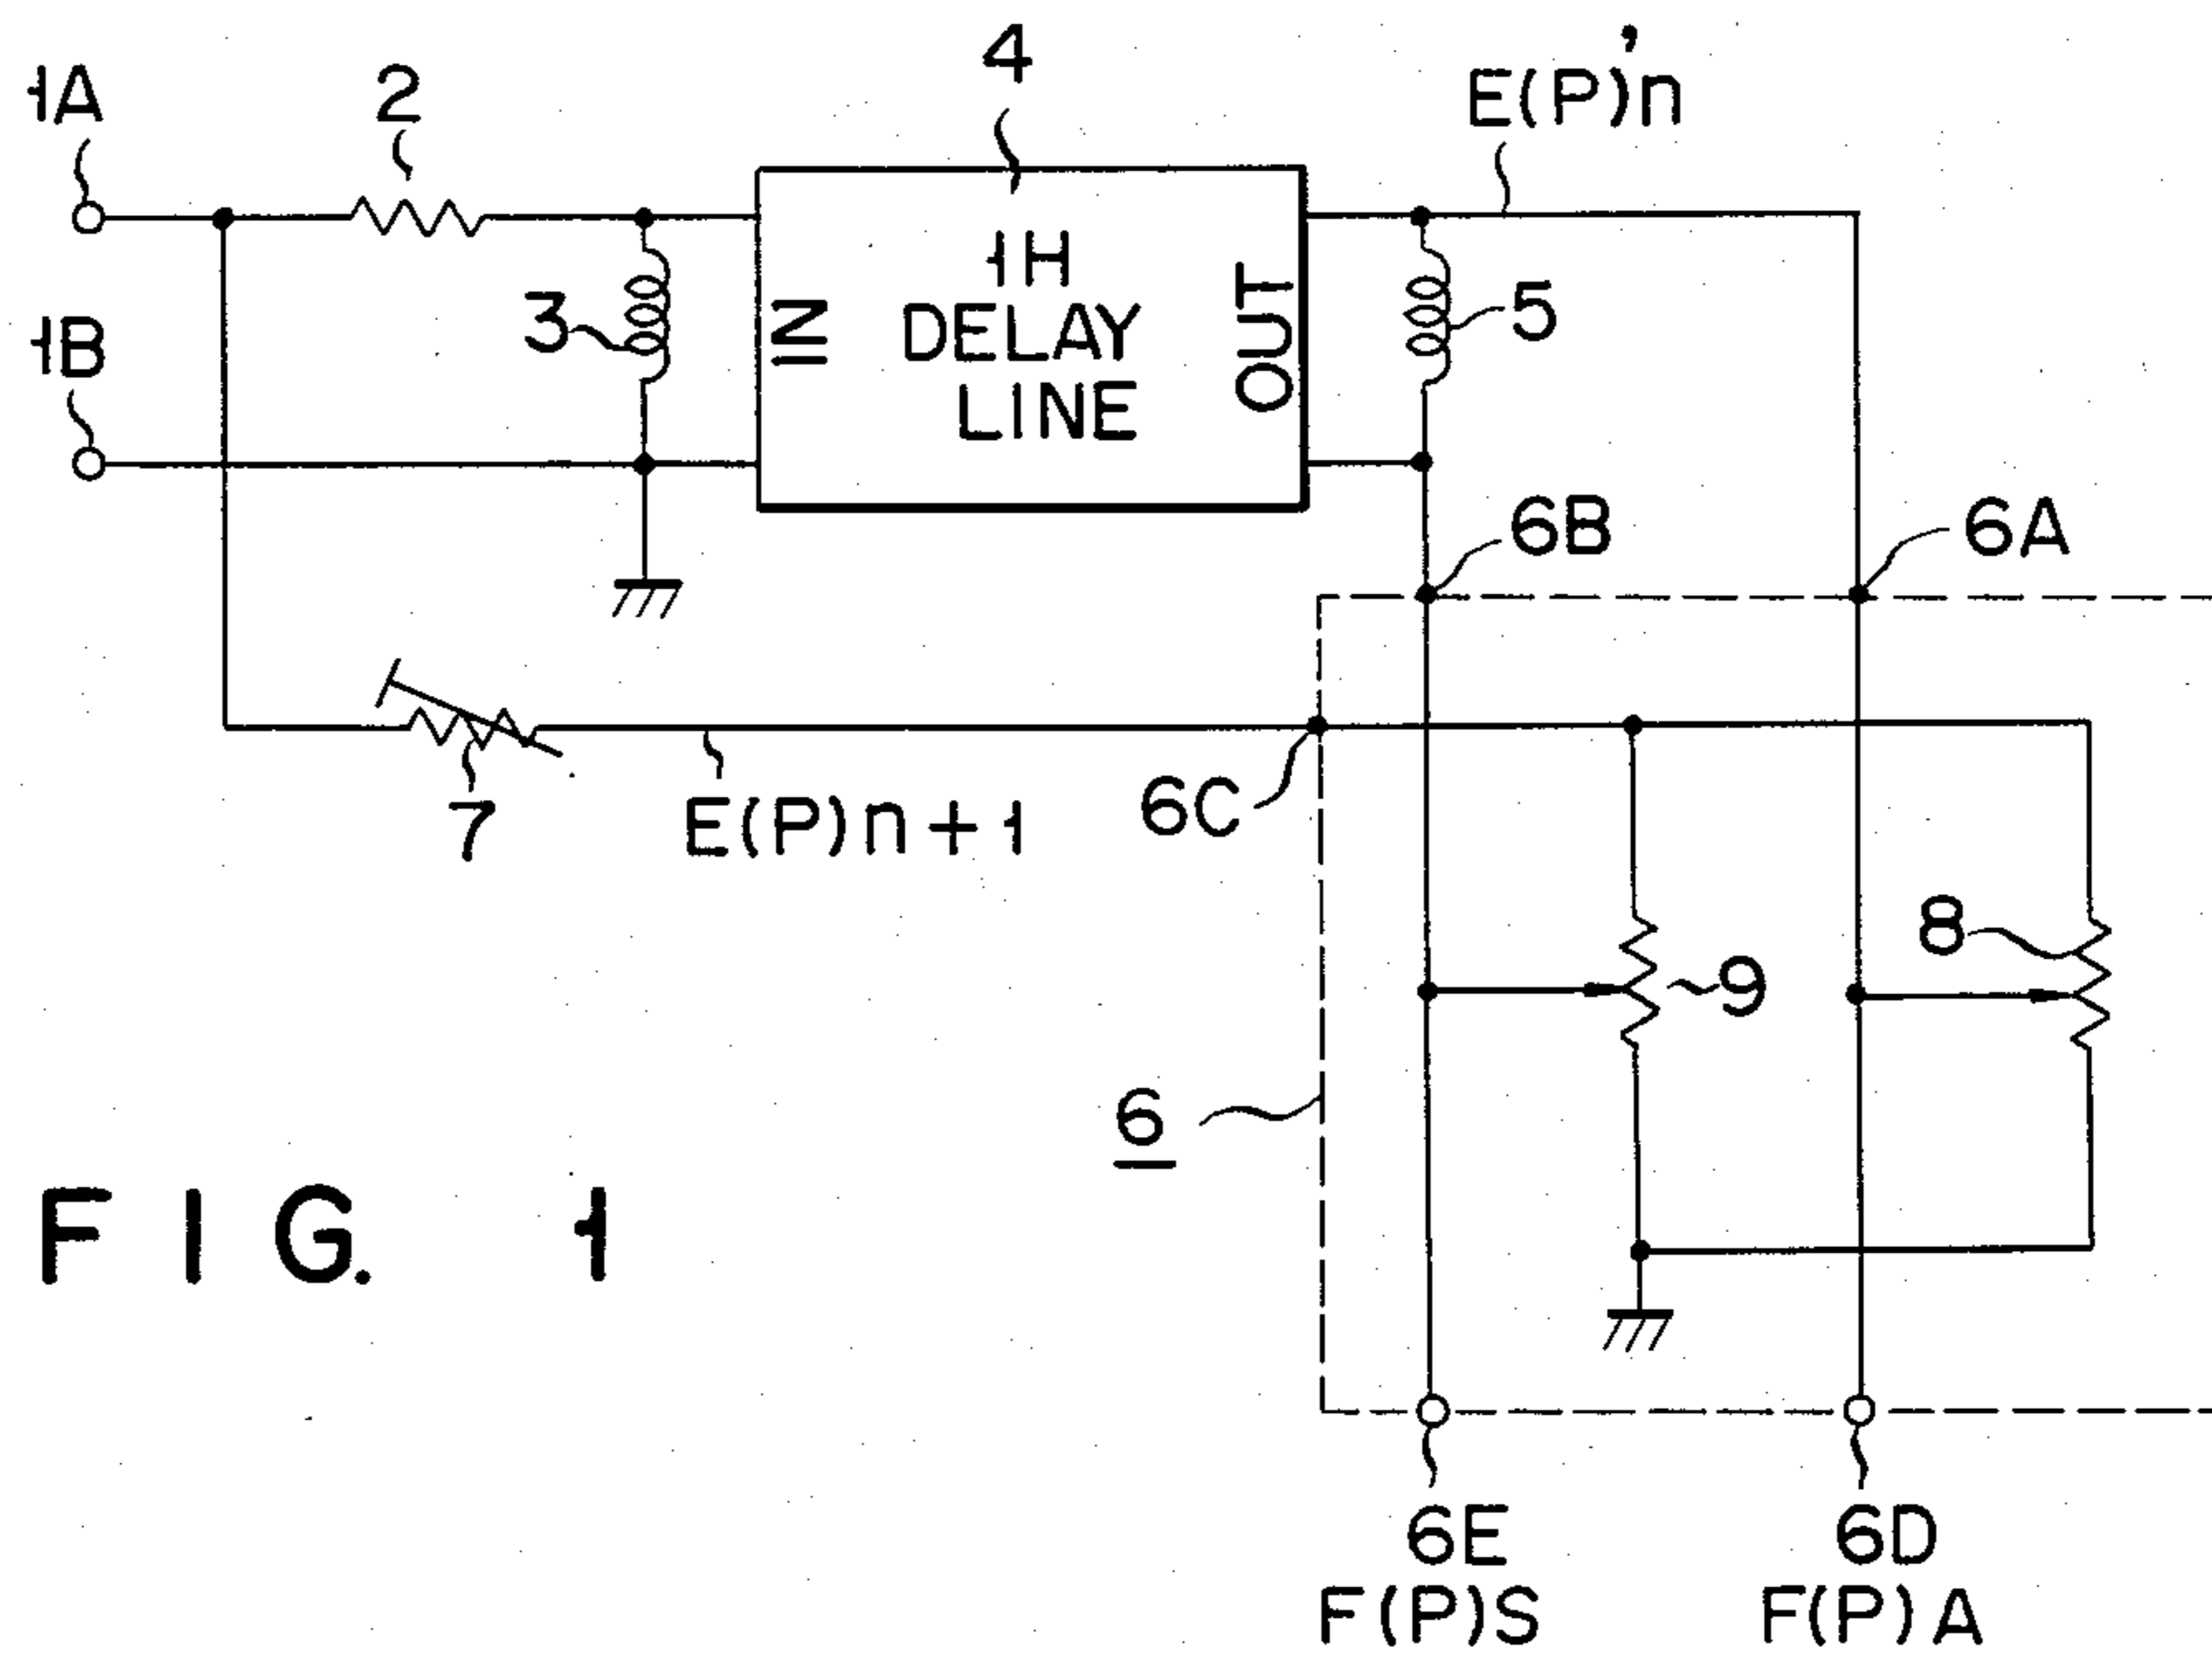 1A
2
4
E(P)'n
1H
DELAY
LINE
IN
OUT
3
5
1B
6B
6A
7
E(P)n+1
6C
8
9
6
FIG. 1
6E
F(P)S
6D
F(P)A